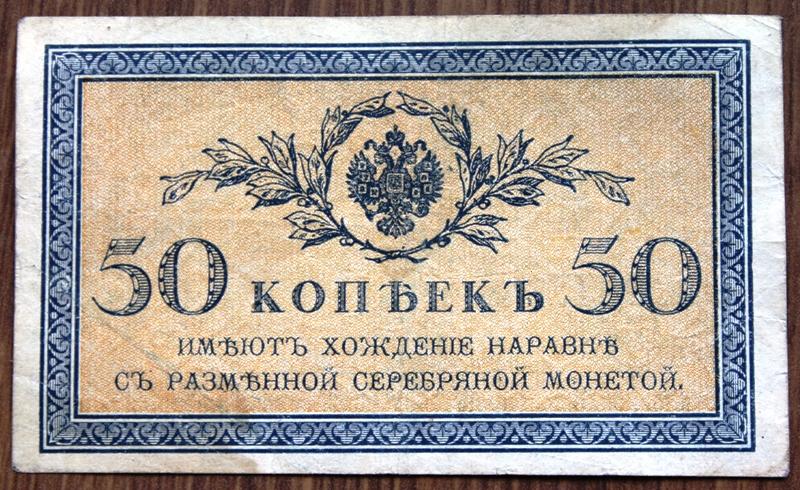 50 КОПѢЕКЪ 50
ИМѢЮТЪ ХОЖДЕНІЕ НАРАВНѢ
СЪ РАЗМѢННОЙ СЕРЕБРЯНОЙ МОНЕТОЙ.